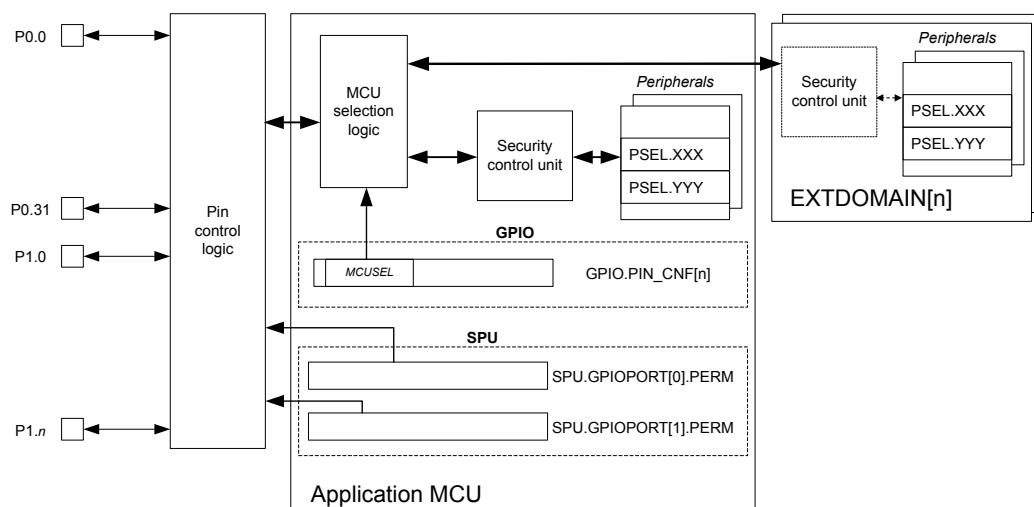 P0.0
P0.31
P1.0
P1.n
Pin
control
logic
MCU
selection
logic
Security
control unit
Peripherals
PSEL.XXX
PSEL.YYY
GPIO
MCUSEL
GPIO.PIN_CNF[n]
SPU
SPU.GPIOPORT[0].PERM
SPU.GPIOPORT[1].PERM
Application MCU
Peripherals
Security
control unit
PSEL.XXX
PSEL.YYY
EXTDOMAIN[n]